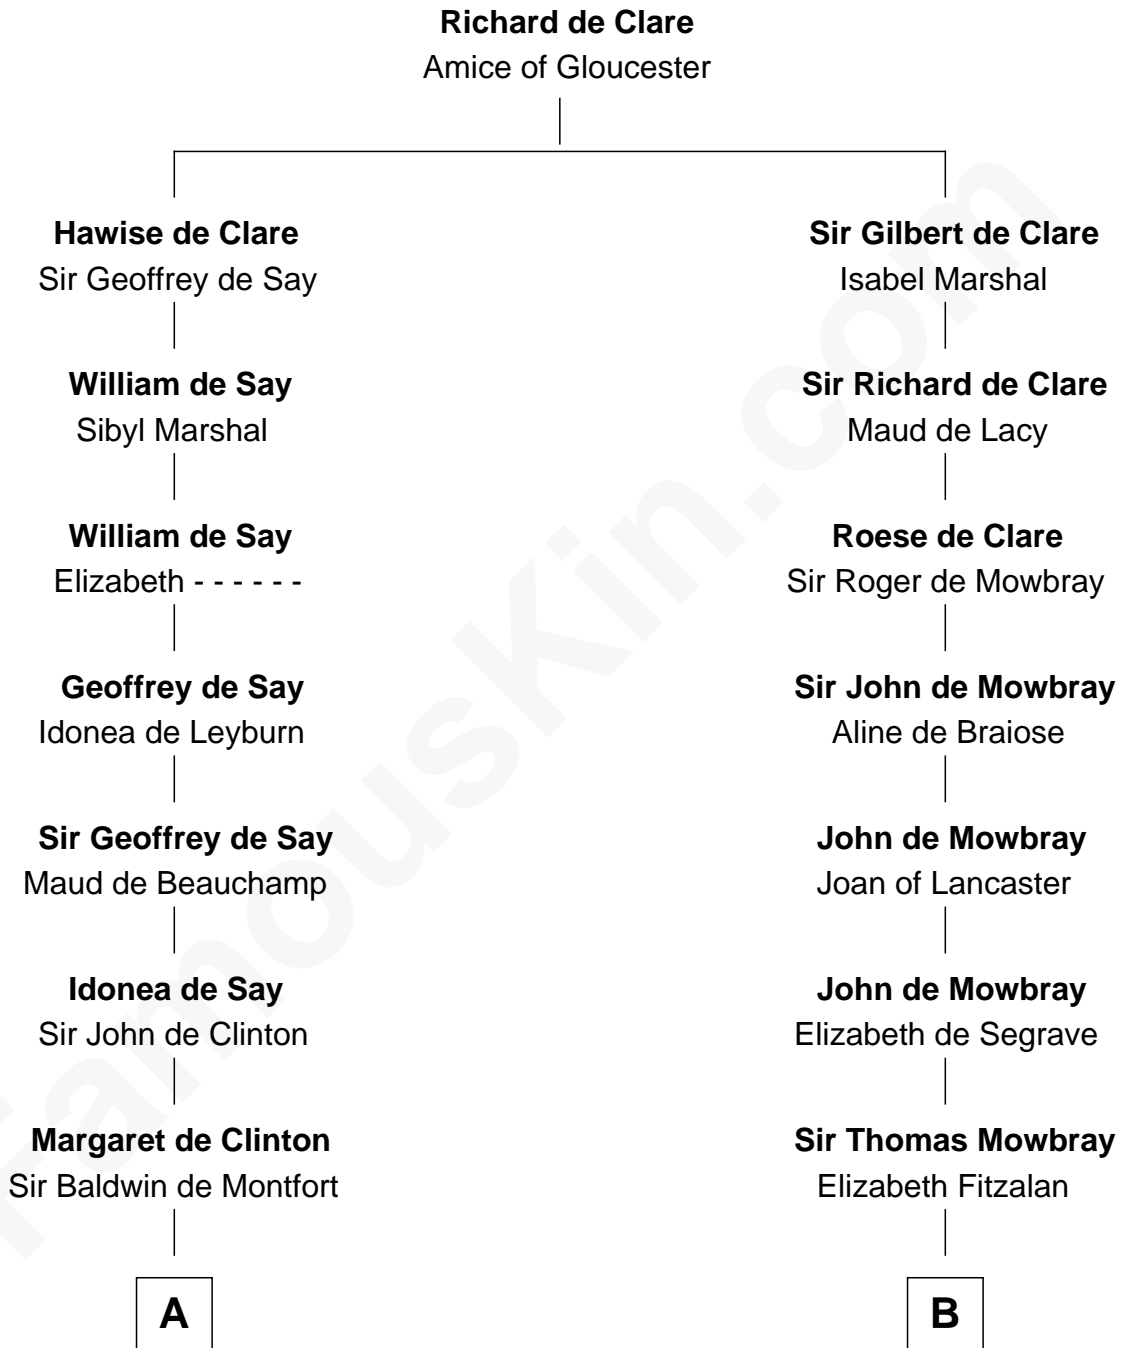 Richard de Clare
Amice of Gloucester
Hawise de Clare
Sir Geoffrey de Say
William de Say
Sibyl Marshal
William de Say
Elizabeth - - - - - -
Geoffrey de Say
Idonea de Leyburn
Sir Geoffrey de Say
Maud de Beauchamp
Idonea de Say
Sir John de Clinton
Margaret de Clinton
Sir Baldwin de Montfort
A
Sir Gilbert de Clare
Isabel Marshal
Sir Richard de Clare
Maud de Lacy
Roese de Clare
Sir Roger de Mowbray
Sir John de Mowbray
Aline de Braiose
John de Mowbray
Joan of Lancaster
John de Mowbray
Elizabeth de Segrave
Sir Thomas Mowbray
Elizabeth Fitzalan
B
FamousKin.com